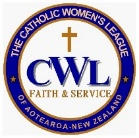 THE CATHOLIC WOMEN'S LEAGUE
CWL
FAITH & SERVICE
OF AOTEAROA-NEW ZEALAND